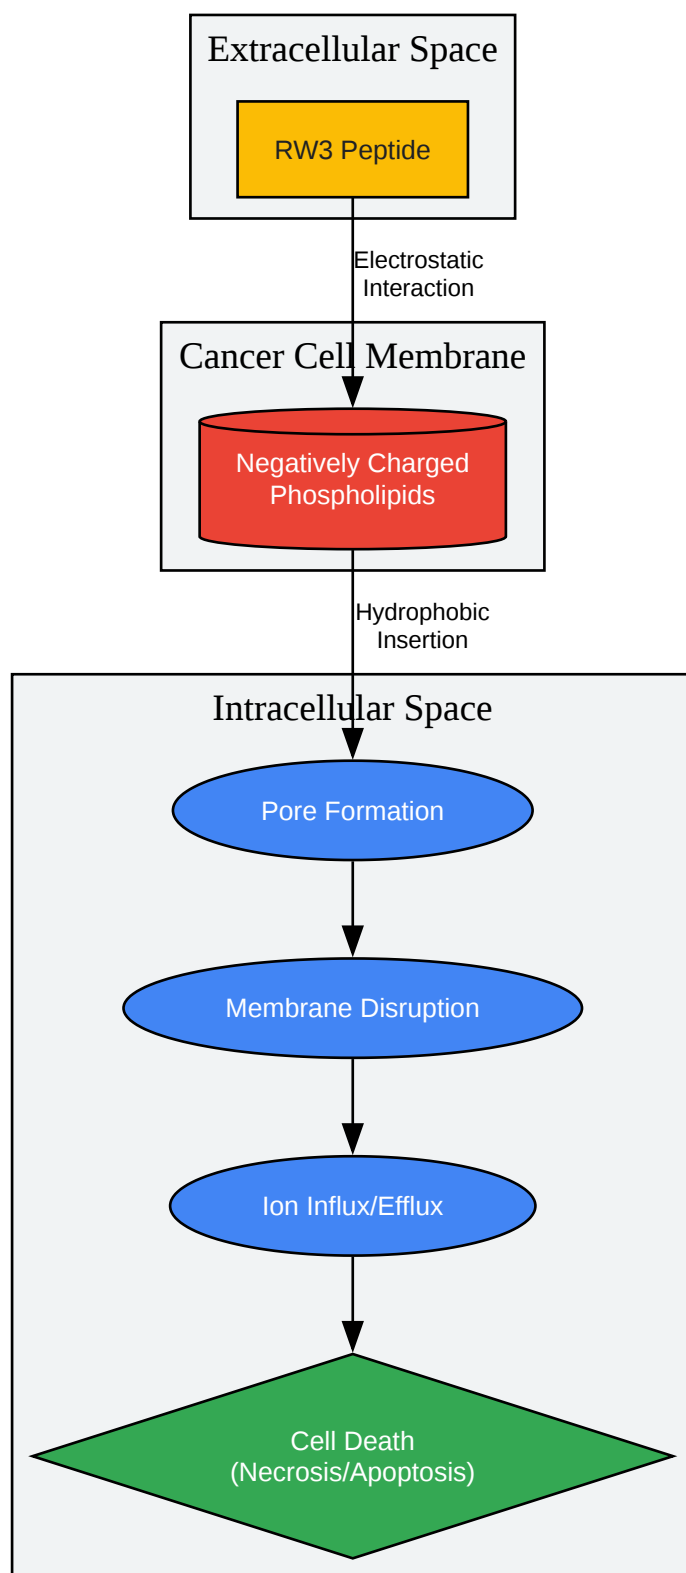 Extracellular Space
RW3 Peptide
Electrostatic
Interaction
Cancer Cell Membrane
Negatively Charged
Phospholipids
Hydrophobic
Insertion
Intracellular Space
Pore Formation
Membrane Disruption
Ion Influx/Efflux
Cell Death
(Necrosis/Apoptosis)